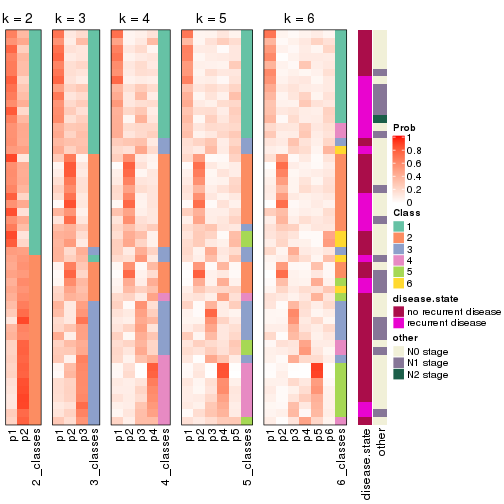 k = 2
k = 3
k = 4
k = 5
k = 6
Prob
1
0.8
0.6
0.4
0.2
0
Class
1
2
3
4
5
6
disease.state
no recurrent disease
recurrent disease
other
N0 stage
N1 stage
N2 stage
p1
p2
2_classes
p1
p2
p3
3_classes
p1
p2
p3
p4
4_classes
p1
p2
p3
p4
p5
5_classes
p1
p2
p3
p4
p5
p6
6_classes
disease.state
other